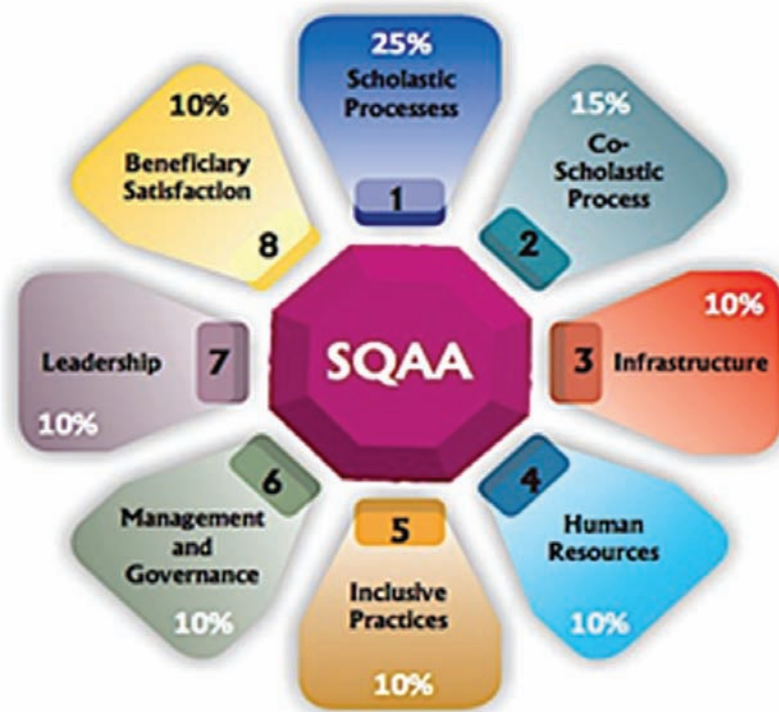 25%
Scholastic
Processess
1
15%
Co-
Scholastic
Process
2
10%
3
Infrastructure
4
Human
Resources
10%
5
Inclusive
Practices
10%
6
Management
and
Governance
10%
Leadership
7
10%
10%
Beneficiary
Satisfaction
8
SQAA